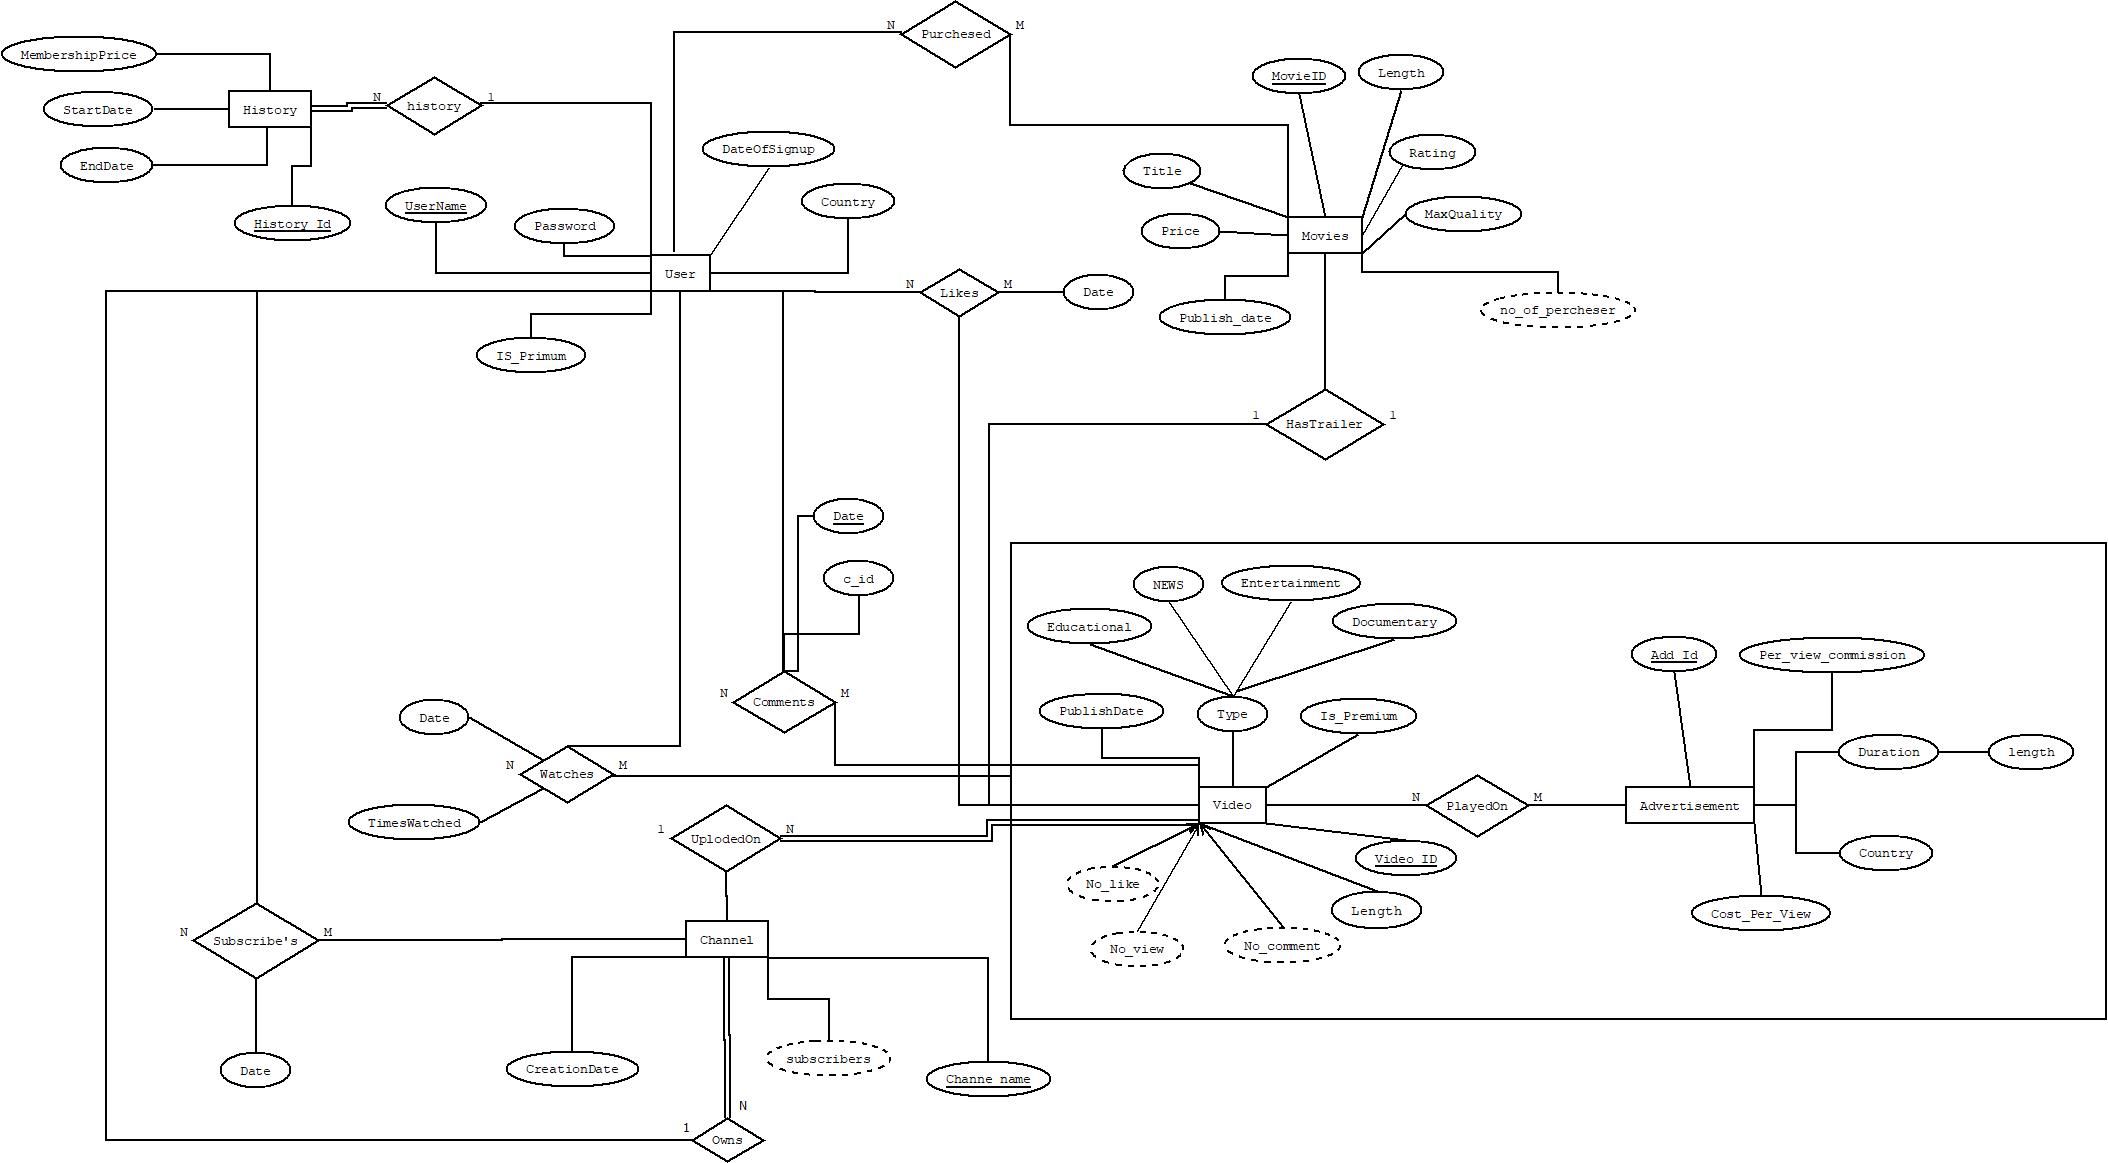 N
Purchesed
M
MembershipPrice
StartDate
EndDate
History
History_Id
N
history
1
MovieID
Length
Rating
MaxQuality
Title
Price
Publish_date
Movies
no_of_percheser
DateOfSignup
Country
UserName
Password
User
IS_Primum
N
Likes
M
Date
1
HasTrailer
1
Date
c_id
N
Comments
M
NEWS
Entertainment
Educational
Documentary
PublishDate
Type
Is_Premium
Add_Id
Per_view_commission
Duration
length
Date
N
Watches
M
TimesWatched
1
UplodedOn
N
Video
N
PlayedOn
M
Advertisement
Country
Cost_Per_View
Video_ID
No_like
Length
No_view
No_comment
N
Subscribe's
M
Channel
Date
CreationDate
subscribers
Channe_name
N
1
Owns